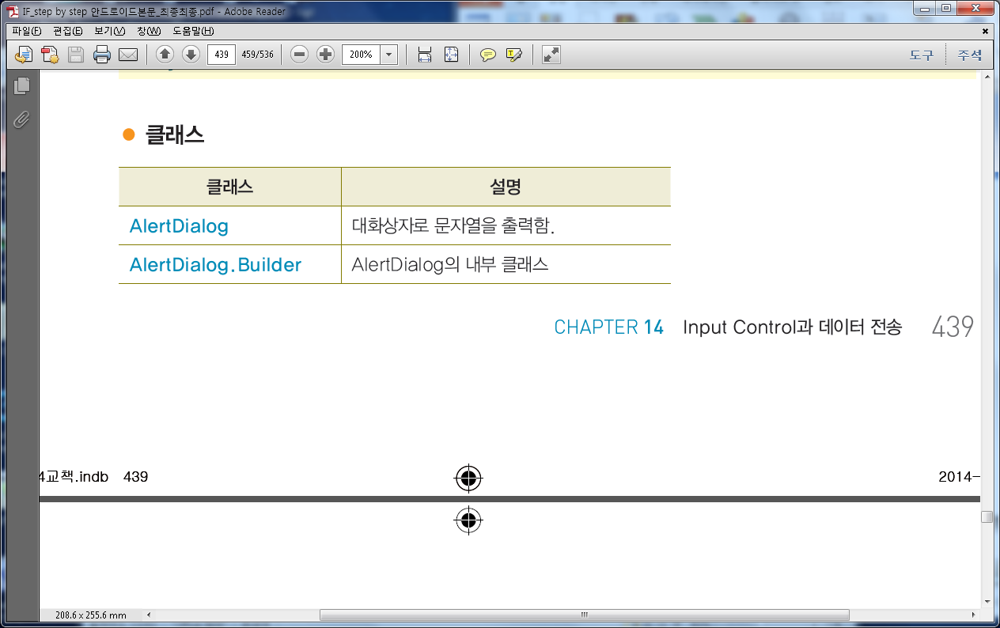 IF_step by step 안드로이드본문_최종최종.pdf - Adobe Reader
파일(F) 편집(E) 보기(V) 창(W) 도움말(H)
439 459/536 200% 도구 주석
클래스
클래스 설명
AlertDialog 대화상자로 문자열을 출력함.
AlertDialog.Builder AlertDialog의 내부 클래스
CHAPTER 14 Input Control과 데이터 전송 439
4교책.indb 439 2014-
208.6 x 255.6 mm